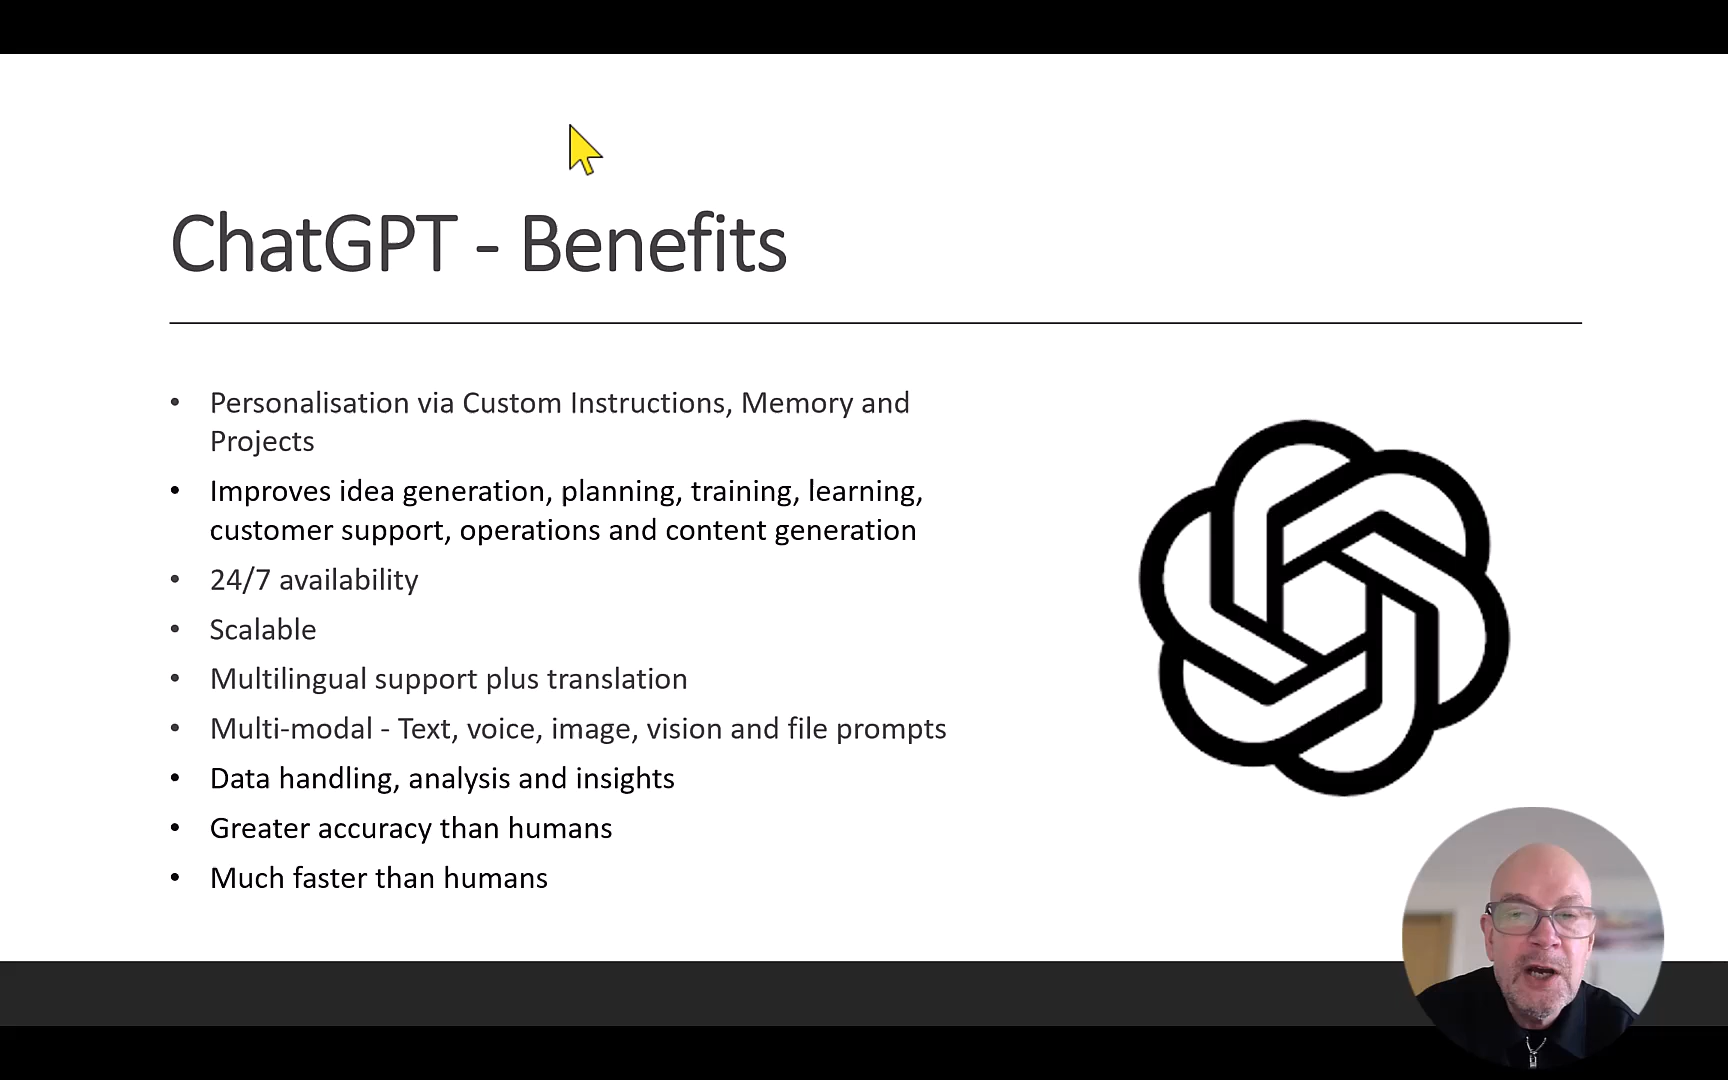 ChatGPT - Benefits
• Personalisation via Custom Instructions, Memory and
Projects
• Improves idea generation, planning, training, learning,
customer support, operations and content generation
• 24/7 availability
• Scalable
• Multilingual support plus translation
• Multi-modal - Text, voice, image, vision and file prompts
• Data handling, analysis and insights
• Greater accuracy than humans
• Much faster than humans